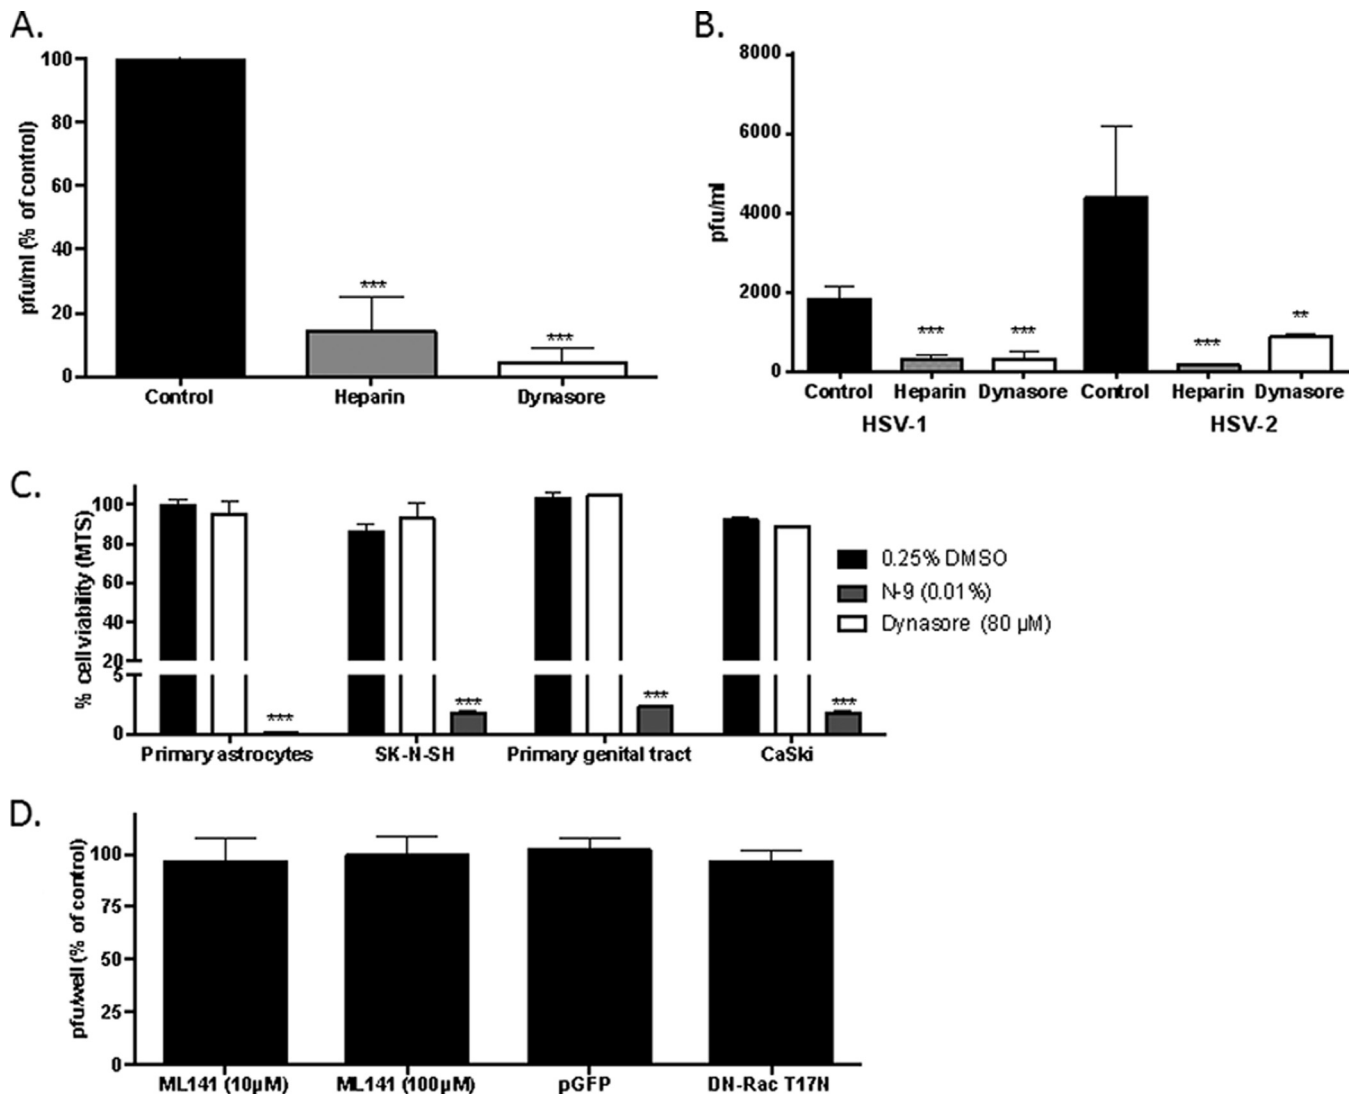 A.
pfu/ml (% of control)
100
80
60
40
20
0
***
***
Control Heparin Dynasore
B.
pfu/ml
8000
6000
4000
2000
0
***
***
***
**
Control Heparin Dynasore Control Heparin Dynasore
HSV-1 HSV-2
C.
% cell viability (MTS)
100
80
60
40
20
5
0
***
***
***
***
Primary astrocytes SK-N-SH Primary genital tract CaSki
0.25% DMSO
N-9 (0.01%)
Dynasore (80 µM)
D.
pfu/well (% of control)
100
75
50
25
0
ML141 (10µM) ML141 (100µM) pGFP DN-Rac T17N